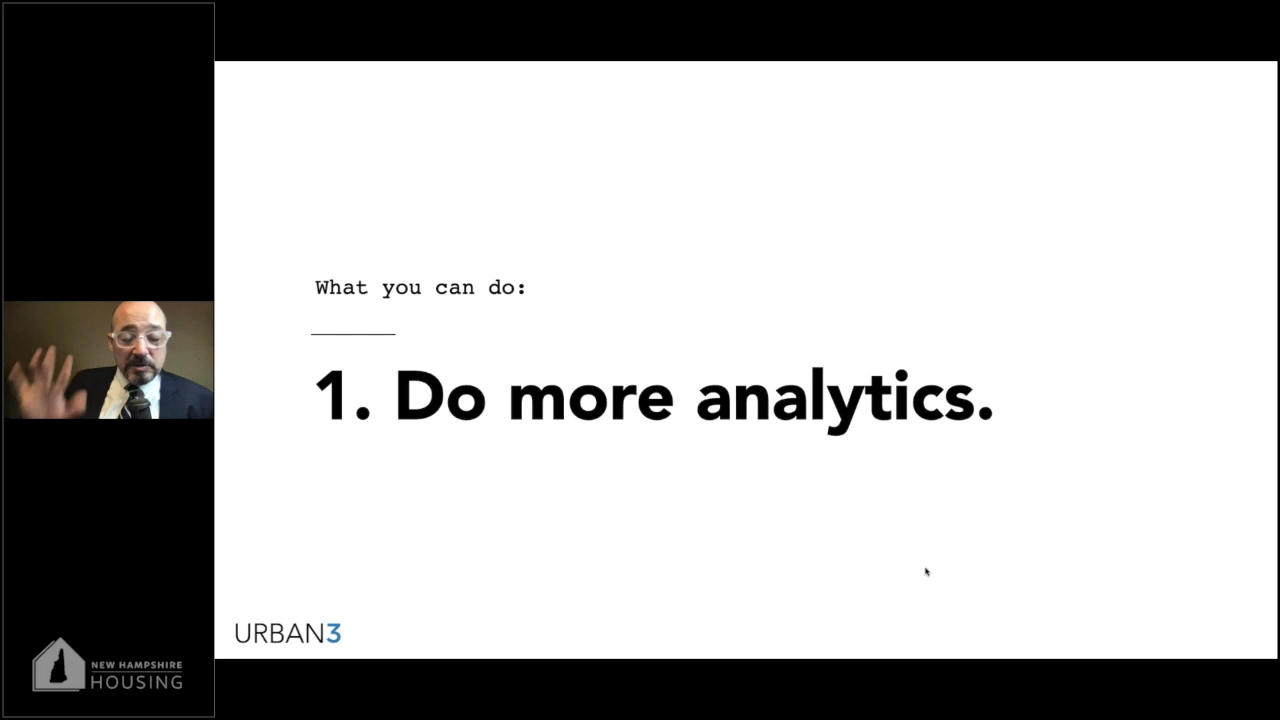 What you can do:
1. Do more analytics.
URBAN3
NEW HAMPSHIRE
HOUSING